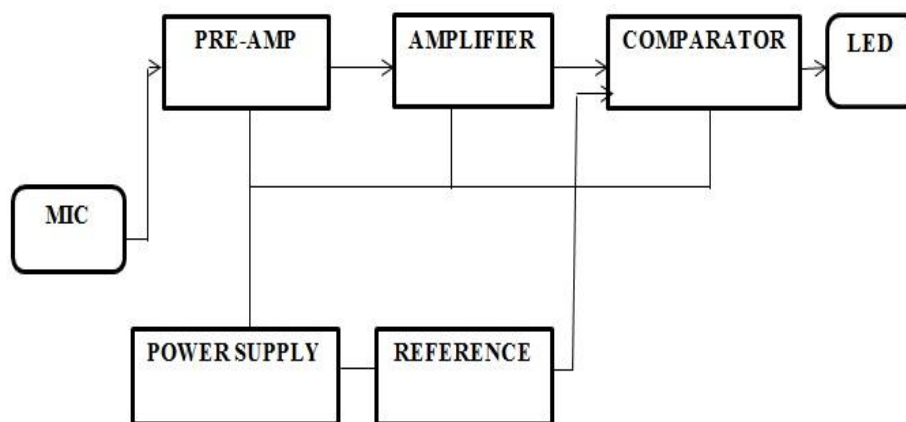 PRE-AMP
AMPLIFIER
COMPARATOR
LED
MIC
POWER SUPPLY
REFERENCE